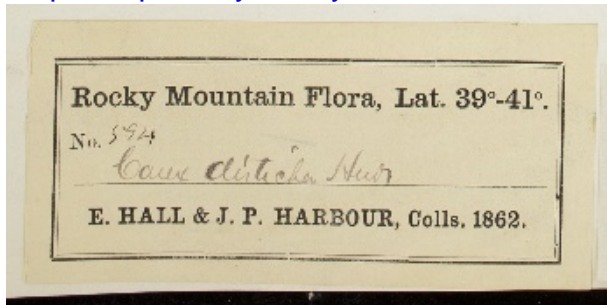 Rocky Mountain Flora, Lat. 39°-41°.
No. 594
Carex disticha Huds
E. HALL & J. P. HARBOUR, Colls. 1862.